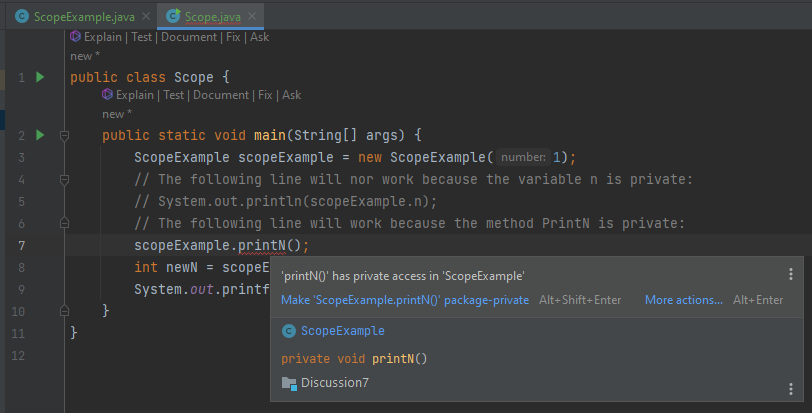 ScopeExample.java × Scope.java ×
Explain | Test | Document | Fix | Ask
new *
1 public class Scope {
Explain | Test | Document | Fix | Ask
new *
2 public static void main(String[] args) {
3 ScopeExample scopeExample = new ScopeExample( number: 1);
4 // The following line will nor work because the variable n is private:
5 // System.out.println(scopeExample.n);
6 // The following line will work because the method PrintN is private:
7 scopeExample.printN();
8 int newN = scopeE
9 System.out.printf
10 }
11 }
12
'printN()' has private access in 'ScopeExample'
Make 'ScopeExample.printN()' package-private Alt+Shift+Enter More actions... Alt+Enter
ScopeExample
private void printN()
Discussion7